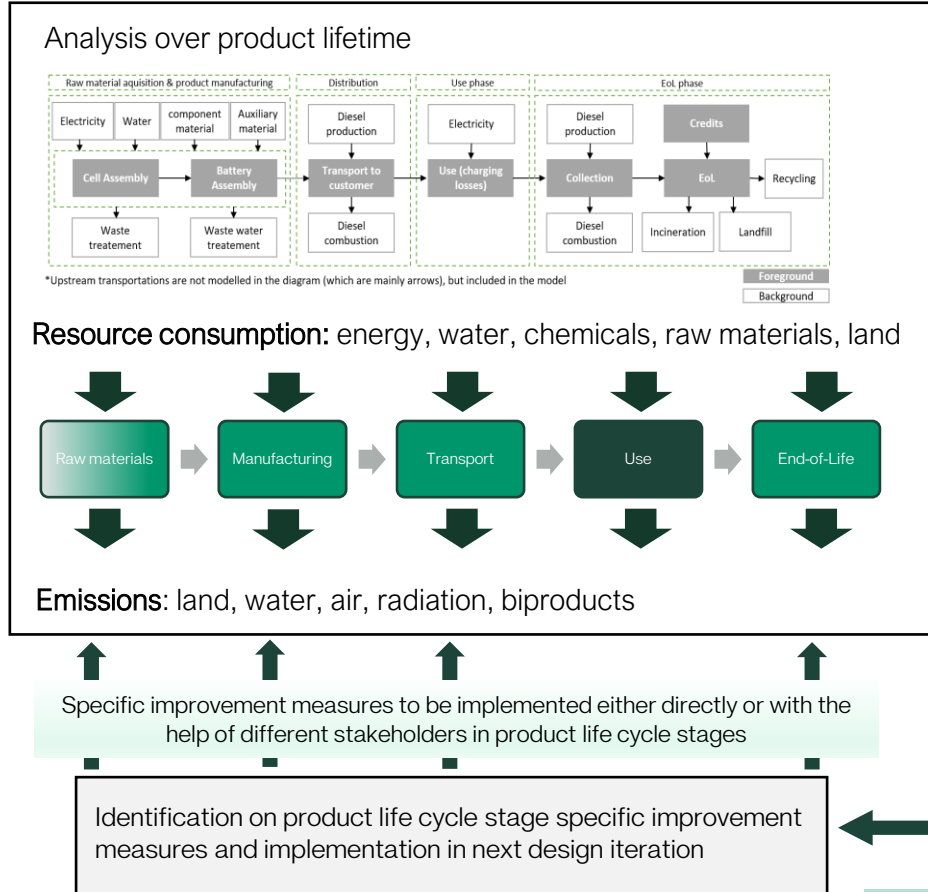 Analysis over product lifetime
Raw material aquisition & product manufacturing
Distribution
Use phase
EoL phase
Electricity
Water
component
material
Auxiliary
material
Diesel
production
Electricity
Diesel
production
Credits
Cell Assembly
Battery
Assembly
Transport to
customer
Use (charging
losses)
Collection
EoL
Recycling
Waste
treatement
Waste water
treatement
Diesel
combustion
Diesel
combustion
Incineration
Landfill
*Upstream transportations are not modelled in the diagram (which are mainly arrows), but included in the model
Foreground
Background
Resource consumption: energy, water, chemicals, raw materials, land
Raw materials
Manufacturing
Transport
Use
End-of-Life
Emissions: land, water, air, radiation, biproducts
Specific improvement measures to be implemented either directly or with the
help of different stakeholders in product life cycle stages
Identification on product life cycle stage specific improvement
measures and implementation in next design iteration